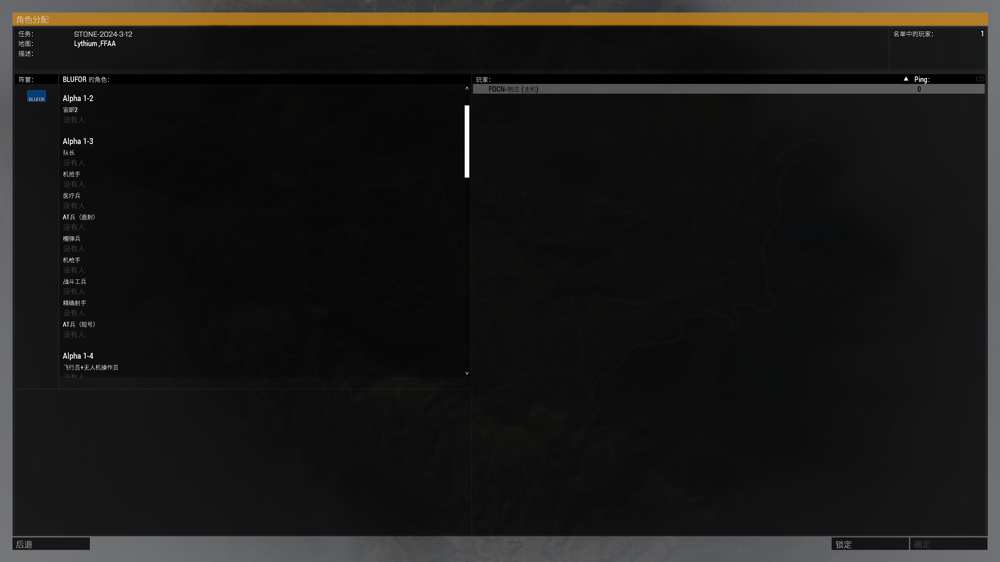 角色分配
任务: STONE-2024-3-12
地图: Lythium ,FFAA
描述:
名单中的玩家: 1
阵营:
BLUFOR
BLUFOR 的角色:
Alpha 1-2
宙斯2
没有人
Alpha 1-3
队长
没有人
机抢手
没有人
医疗兵
没有人
AT兵（直射）
没有人
榴弹兵
没有人
机枪手
没有人
战斗工兵
没有人
精确射手
没有人
AT兵（短号）
没有人
Alpha 1-4
飞行员+无人机操作员
没有人
玩家: ▲ Ping:
FOCN-狗王 (主机) 0
后退
锁定
确定